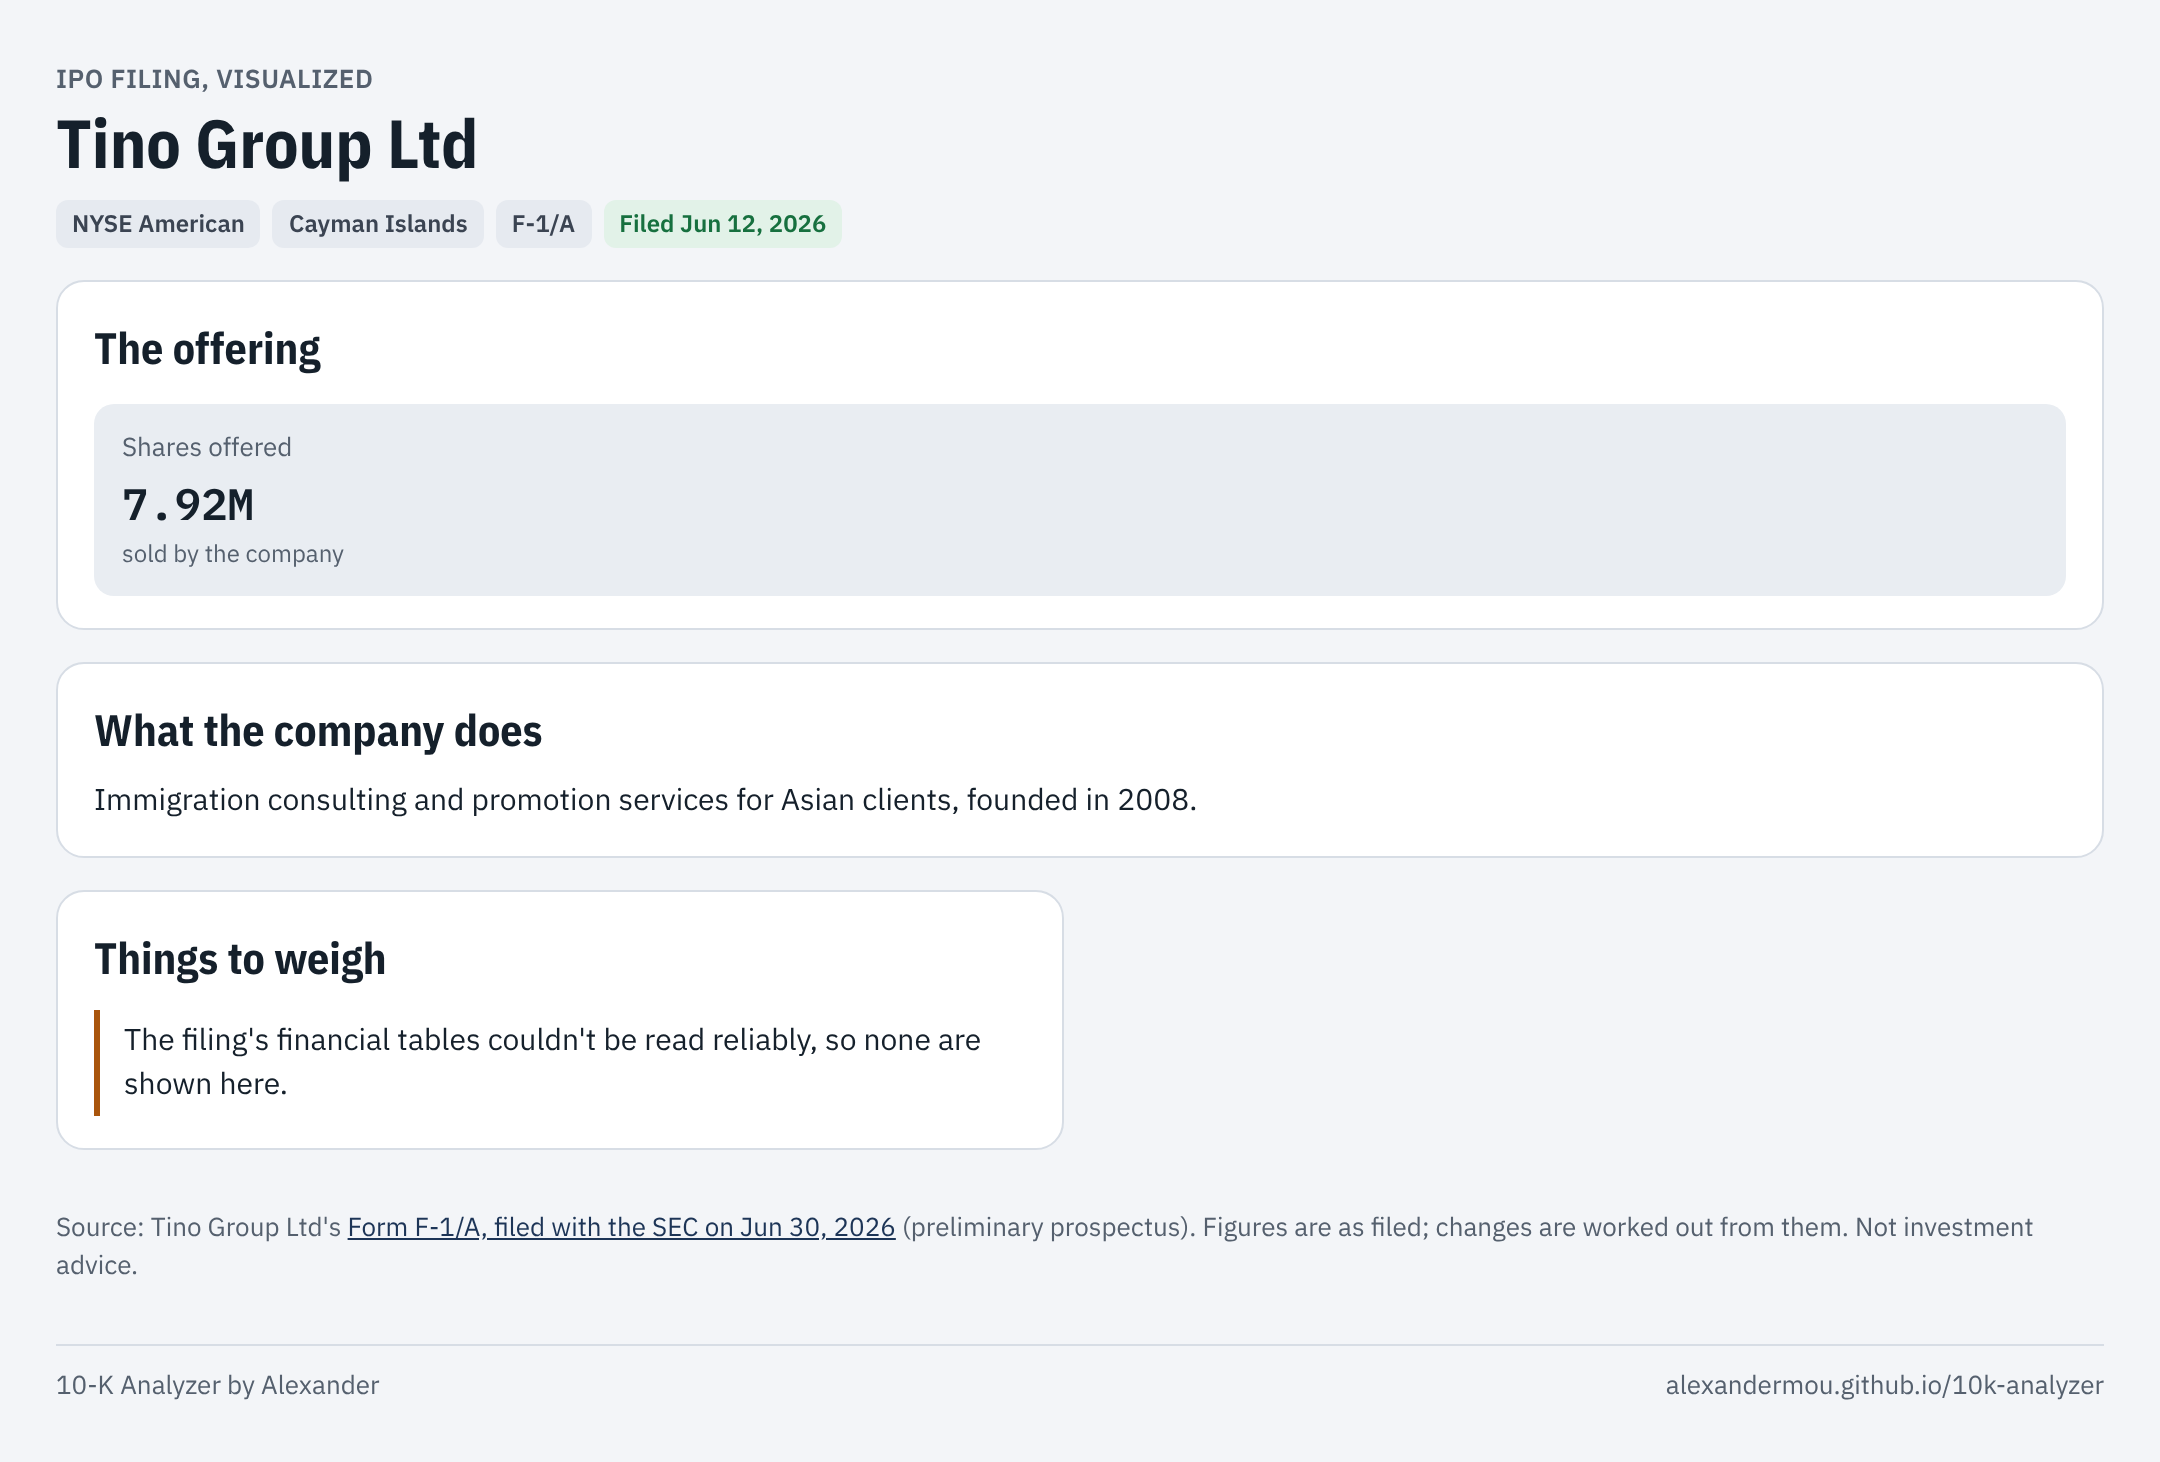 IPO FILING, VISUALIZED
Tino Group Ltd
NYSE American
Cayman Islands
F-1/A
Filed Jun 12, 2026
The offering
Shares offered
7.92M
sold by the company
What the company does
Immigration consulting and promotion services for Asian clients, founded in 2008.
Things to weigh
The filing's financial tables couldn't be read reliably, so none are
shown here.
Source: Tino Group Ltd's Form F-1/A, filed with the SEC on Jun 30, 2026 (preliminary prospectus). Figures are as filed; changes are worked out from them. Not investment
advice.
10-K Analyzer by Alexander
alexandermou.github.io/10k-analyzer